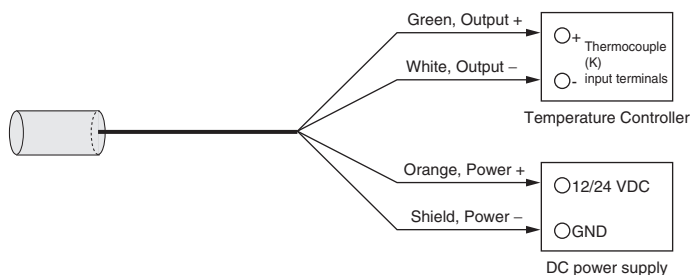 Green, Output +
White, Output –
+ Thermocouple
(K)
- input terminals
Temperature Controller
Orange, Power +
12/24 VDC
Shield, Power –
GND
DC power supply